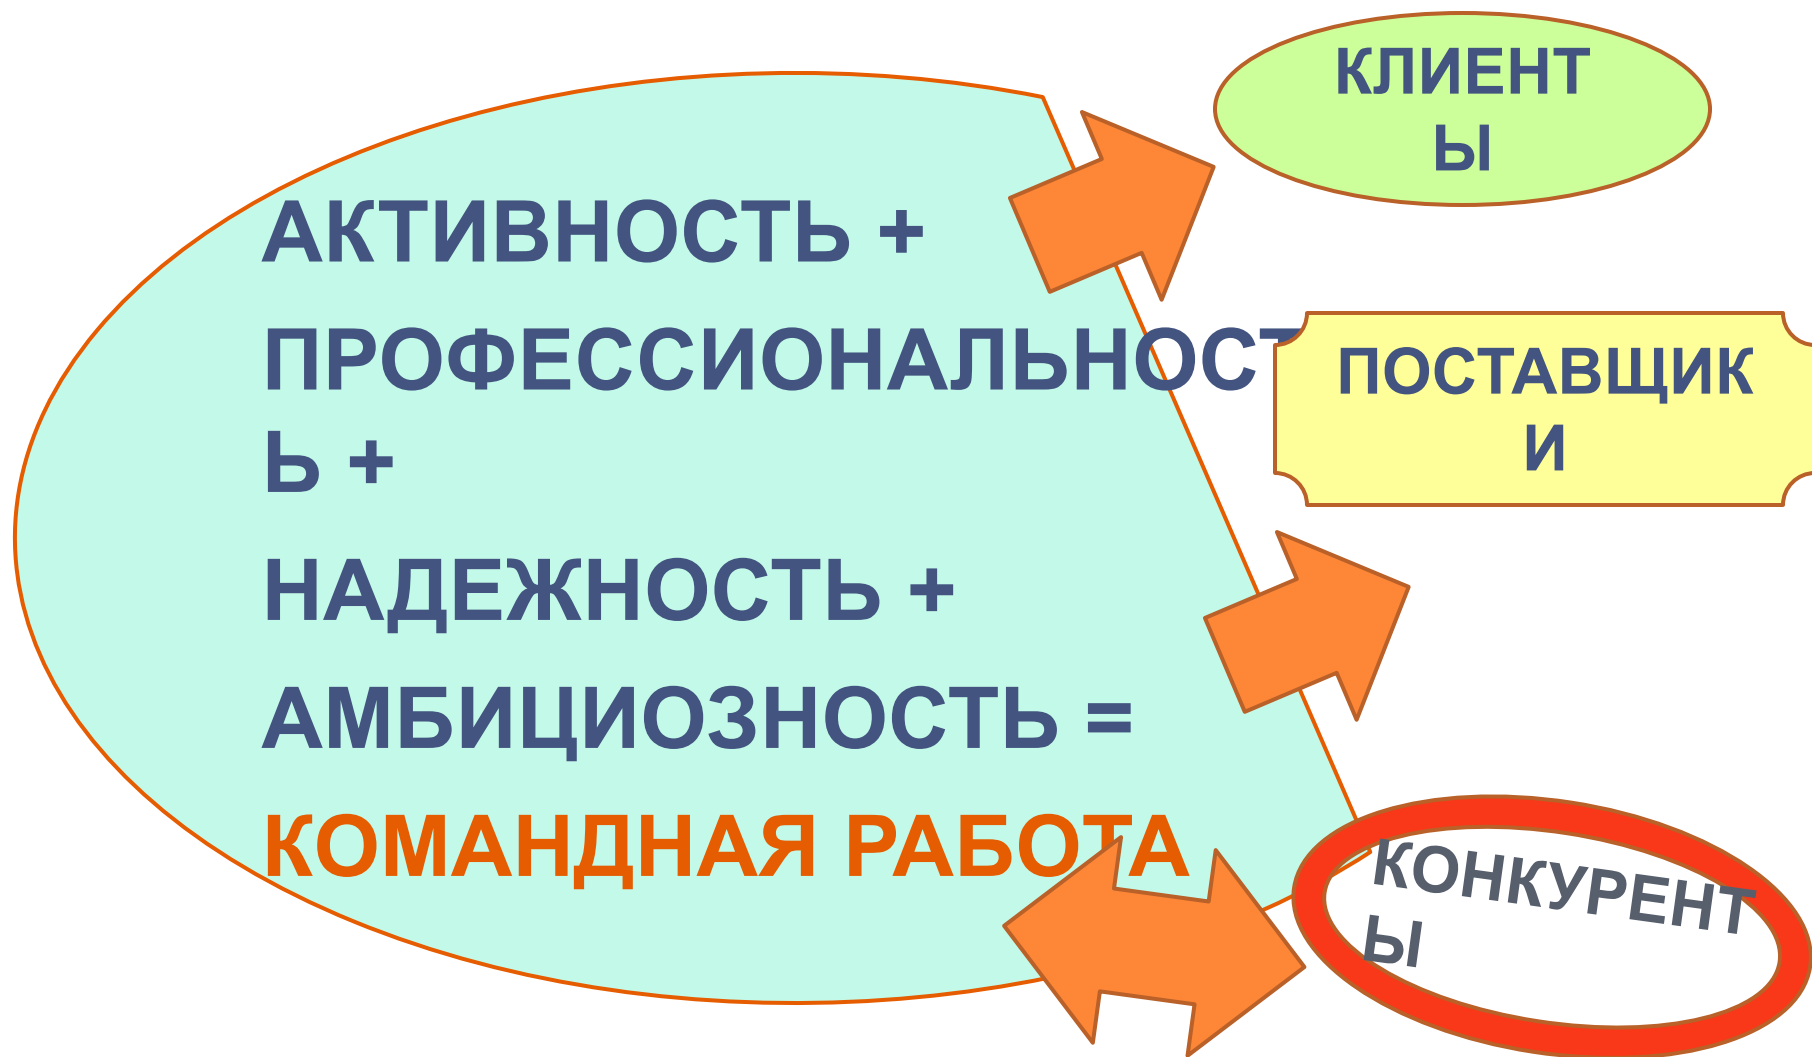 АКТИВНОСТЬ +
ПРОФЕССИОНАЛЬНОСТ
Ь +
НАДЕЖНОСТЬ +
АМБИЦИОЗНОСТЬ =
КОМАНДНАЯ РАБОТА
КЛИЕНТ
Ы
ПОСТАВЩИК
И
КОНКУРЕНТ
Ы